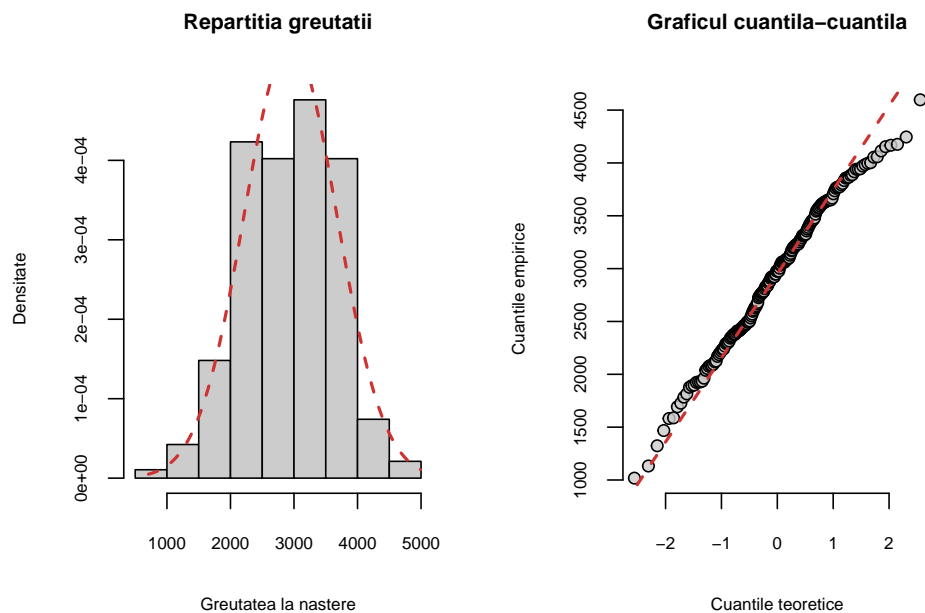 Repartitia greutatii
Densitate
0e+00
1e−04
2e−04
3e−04
4e−04
1000 2000 3000 4000 5000
Greutatea la nastere
Graficul cuantila−cuantila
Cuantile empirice
1000
1500
2000
2500
3000
3500
4000
4500
−2 −1 0 1 2
Cuantile teoretice